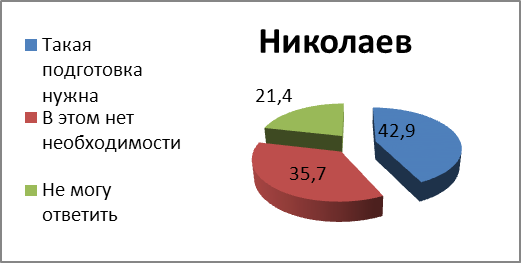 Николаев
Такая
подготовка
нужна
В этом нет
необходимости
Не могу
ответить
21,4
42,9
35,7